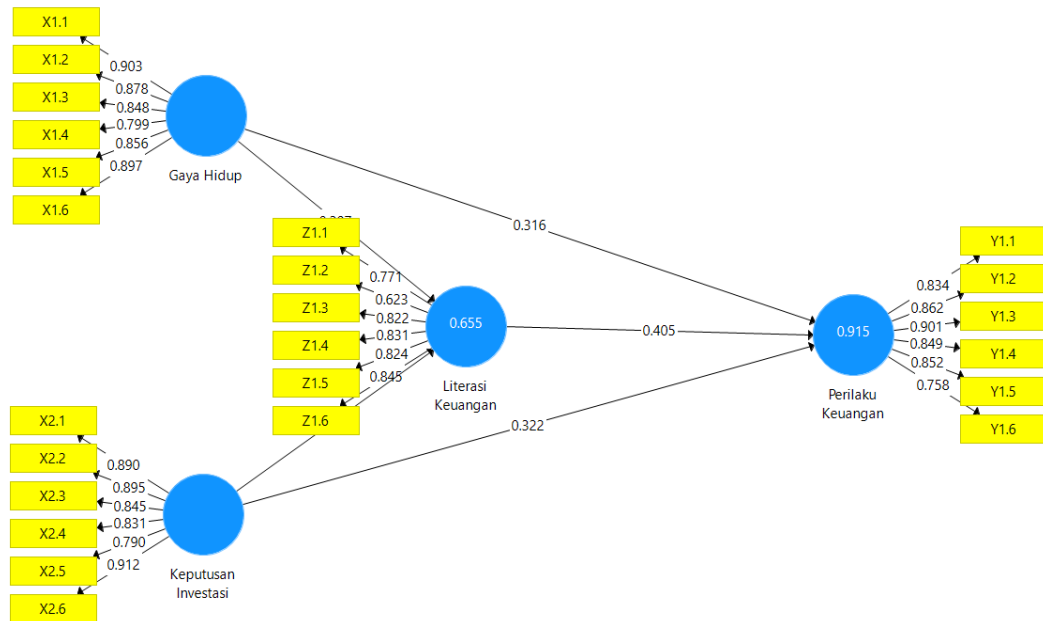 X1.1
X1.2
X1.3
X1.4
X1.5
X1.6
0.903
0.878
0.848
0.799
0.856
0.897
Gaya Hidup
0.316
Z1.1
Z1.2
Z1.3
Z1.4
Z1.5
Z1.6
0.771
0.623
0.822
0.831
0.824
0.845
0.655
Literasi
Keuangan
0.405
0.322
X2.1
X2.2
X2.3
X2.4
X2.5
X2.6
0.890
0.895
0.845
0.831
0.790
0.912
Keputusan
Investasi
0.915
Perilaku
Keuangan
0.834
0.862
0.901
0.849
0.852
0.758
Y1.1
Y1.2
Y1.3
Y1.4
Y1.5
Y1.6